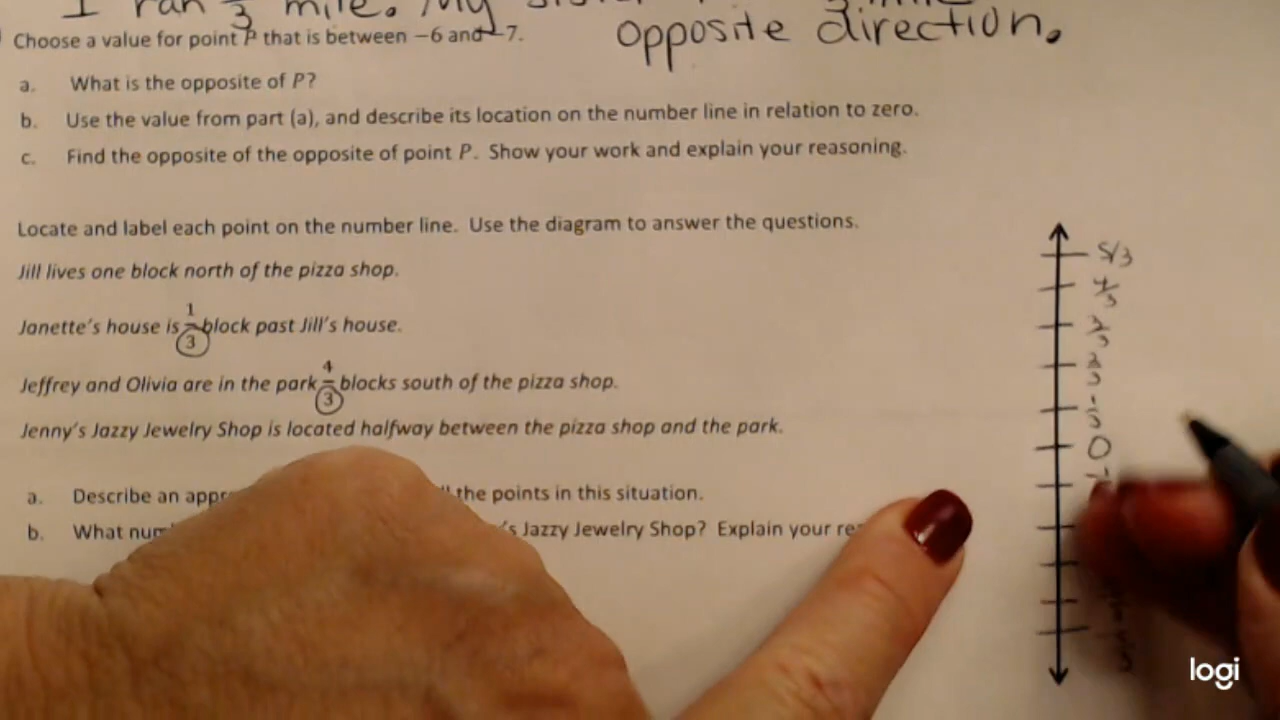 I ran 3 mile. My
opposite direction.
Choose a value for point P that is between −6 and −7.
a. What is the opposite of P?
b. Use the value from part (a), and describe its location on the number line in relation to zero.
c. Find the opposite of the opposite of point P. Show your work and explain your reasoning.
Locate and label each point on the number line. Use the diagram to answer the questions.
Jill lives one block north of the pizza shop.
Janette's house is 1/3 block past Jill's house.
Jeffrey and Olivia are in the park 4/3 blocks south of the pizza shop.
Jenny's Jazzy Jewelry Shop is located halfway between the pizza shop and the park.
a. Describe an the points in this situation.
b. What Jazzy Jewelry Shop? Explain your
5/3
4/3
3/3
2/3
0
logi